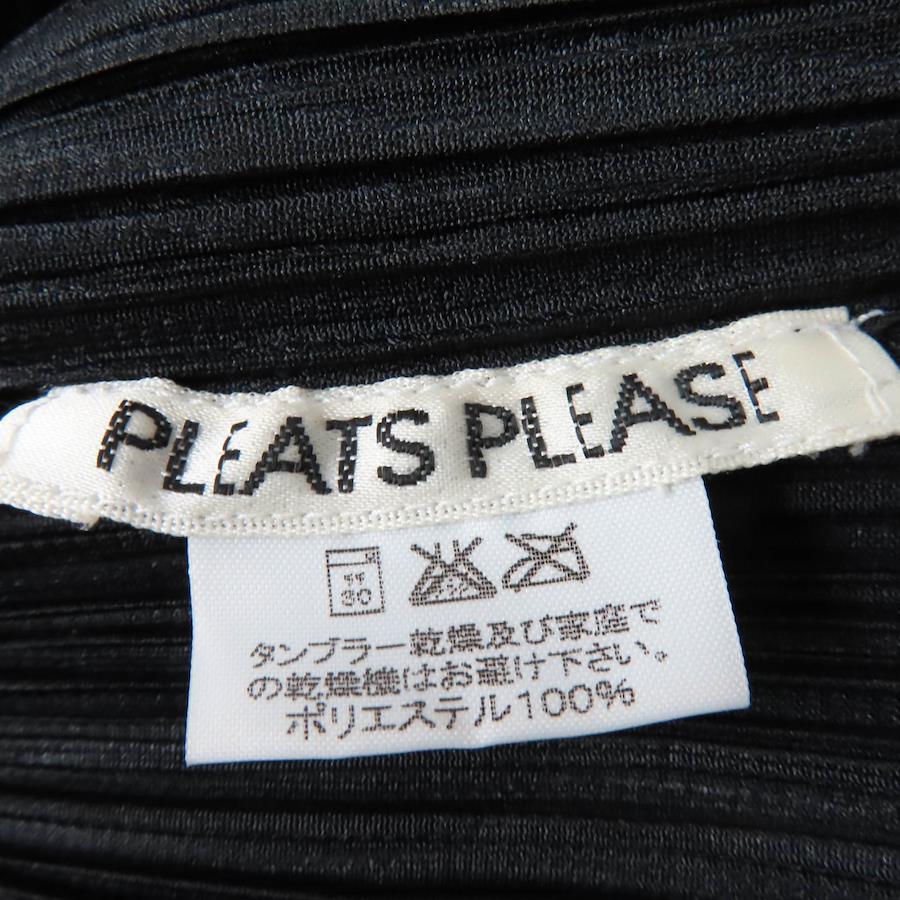 PLEATS PLEASE
30
タンブラー乾燥及び家庭で
の乾燥機はお避け下さい。
ポリエステル100%